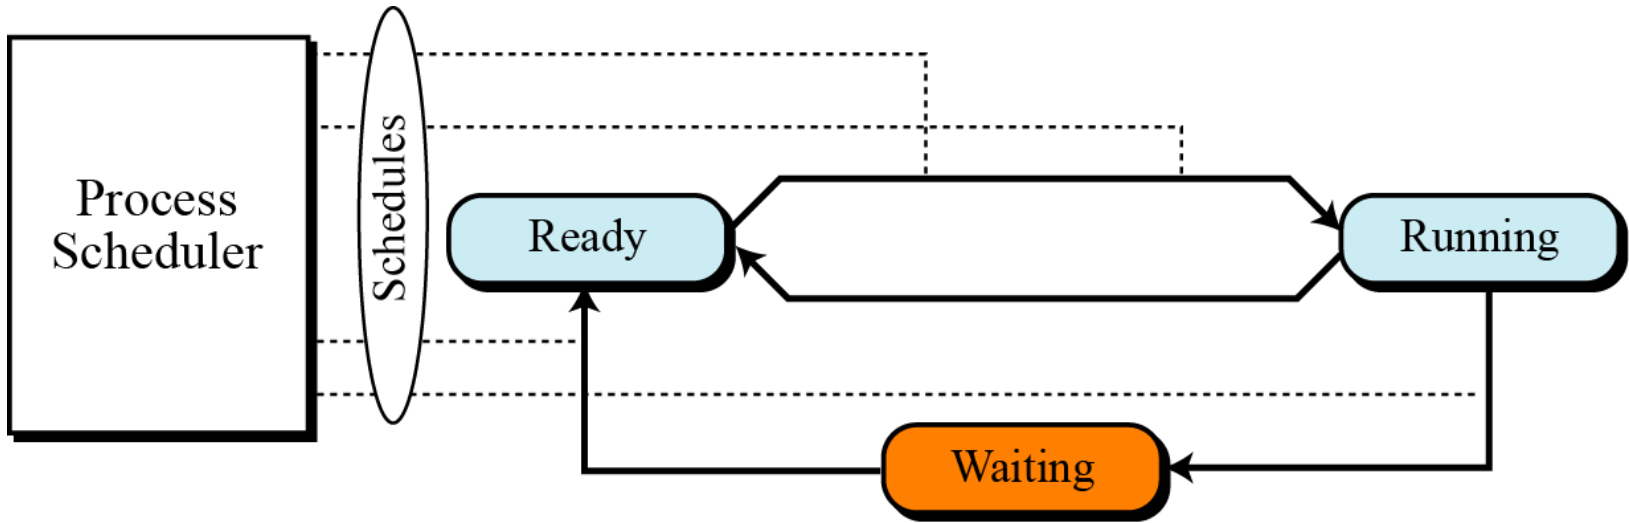 Process
Scheduler
Schedules
Ready
Running
Waiting